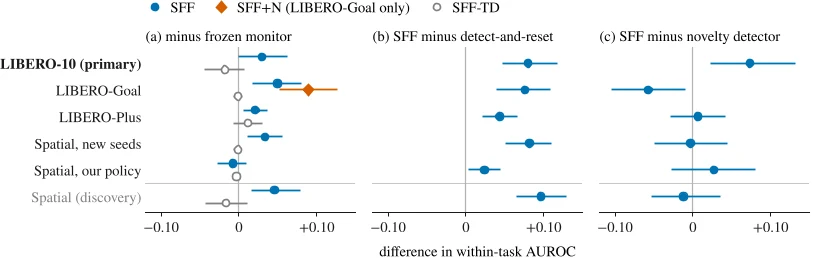 SFF SFF+N (LIBERO-Goal only) SFF-TD
(a) minus frozen monitor (b) SFF minus detect-and-reset (c) SFF minus novelty detector
LIBERO-10 (primary)
LIBERO-Goal
LIBERO-Plus
Spatial, new seeds
Spatial, our policy
Spatial (discovery)
−0.10 0 +0.10 −0.10 0 +0.10 −0.10 0 +0.10
difference in within-task AUROC